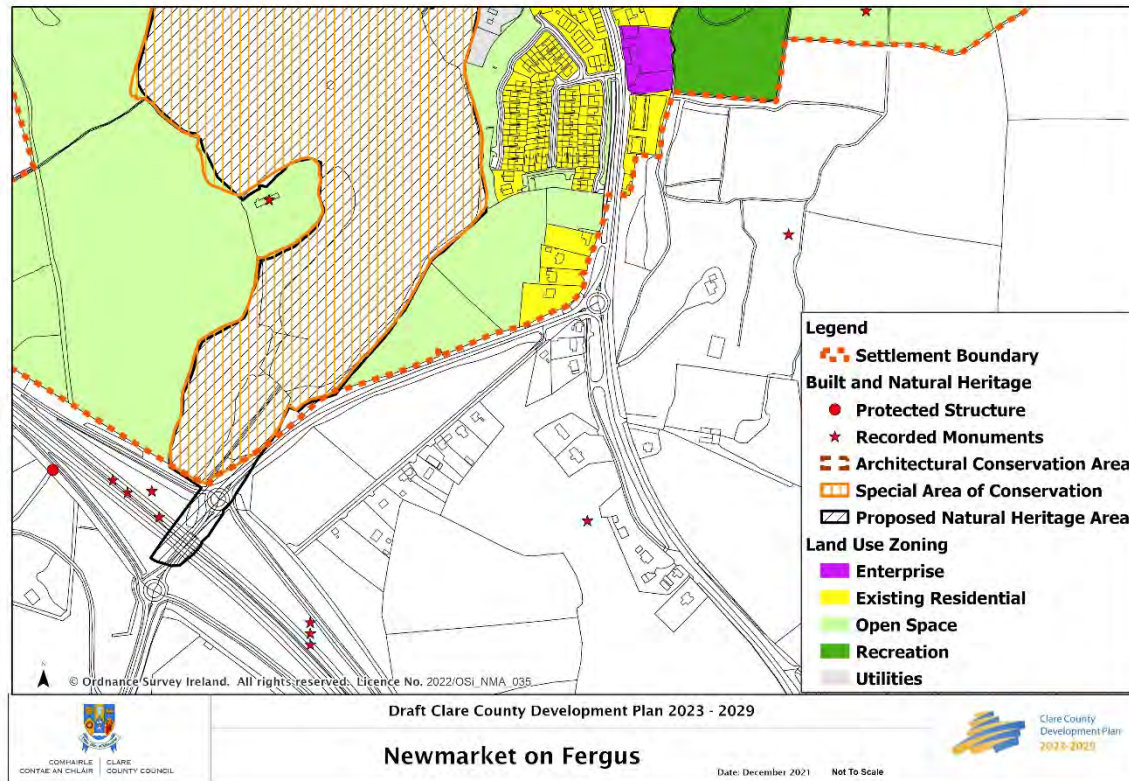 Legend
Settlement Boundary
Built and Natural Heritage
Protected Structure
Recorded Monuments
Architectural Conservation Area
Special Area of Conservation
Proposed Natural Heritage Area
Land Use Zoning
Enterprise
Existing Residential
Open Space
Recreation
Utilities
N
© Ordnance Survey Ireland. All rights reserved. Licence No. 2022/OSi_NMA_035
COMHAIRLE
CONTAE AN CHLÁIR
CLARE
COUNTY COUNCIL
Draft Clare County Development Plan 2023 - 2029
Newmarket on Fergus
Date: December 2021 Not To Scale
Clare County
Development Plan
2023-2029